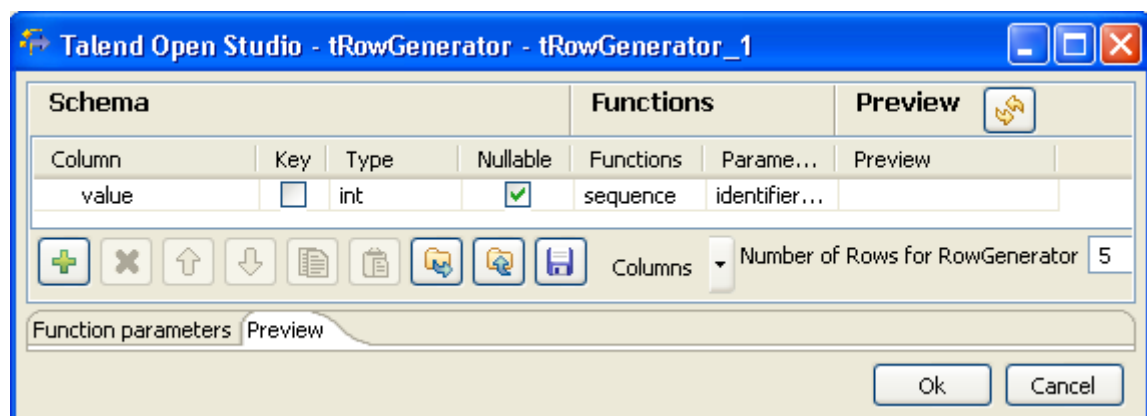 Talend Open Studio - tRowGenerator - tRowGenerator_1
Schema Functions Preview
Column Key Type Nullable Functions Parame... Preview
value int sequence identifier...
Columns Number of Rows for RowGenerator 5
Function parameters Preview
Ok Cancel